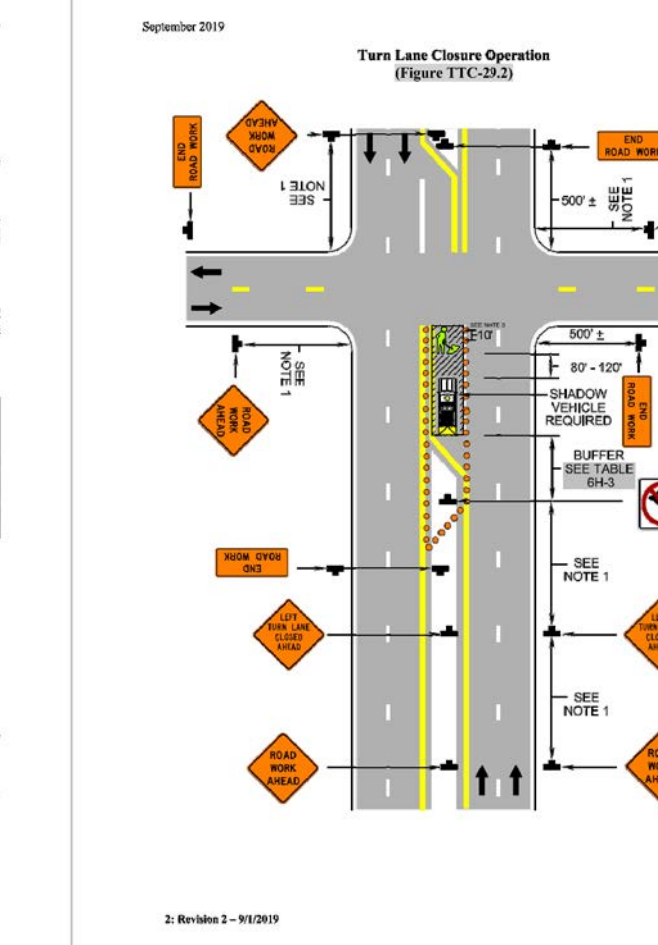 September 2019
Turn Lane Closure Operation
(Figure TTC-29.2)
END
ROAD WORK
ROAD
WORK
AHEAD
END
ROAD WORK
SEE
NOTE 1
500' ±
SEE
NOTE 1
SEE NOTE 3
10'
500' ±
SEE
NOTE 1
80' - 120'
END
ROAD WORK
SHADOW
VEHICLE
REQUIRED
ROAD
WORK
AHEAD
BUFFER
SEE TABLE
6H-3
END
ROAD WORK
SEE
NOTE 1
LEFT
TURN LANE
CLOSED
AHEAD
SEE
NOTE 1
ROAD
WORK
AHEAD
2: Revision 2 – 9/1/2019